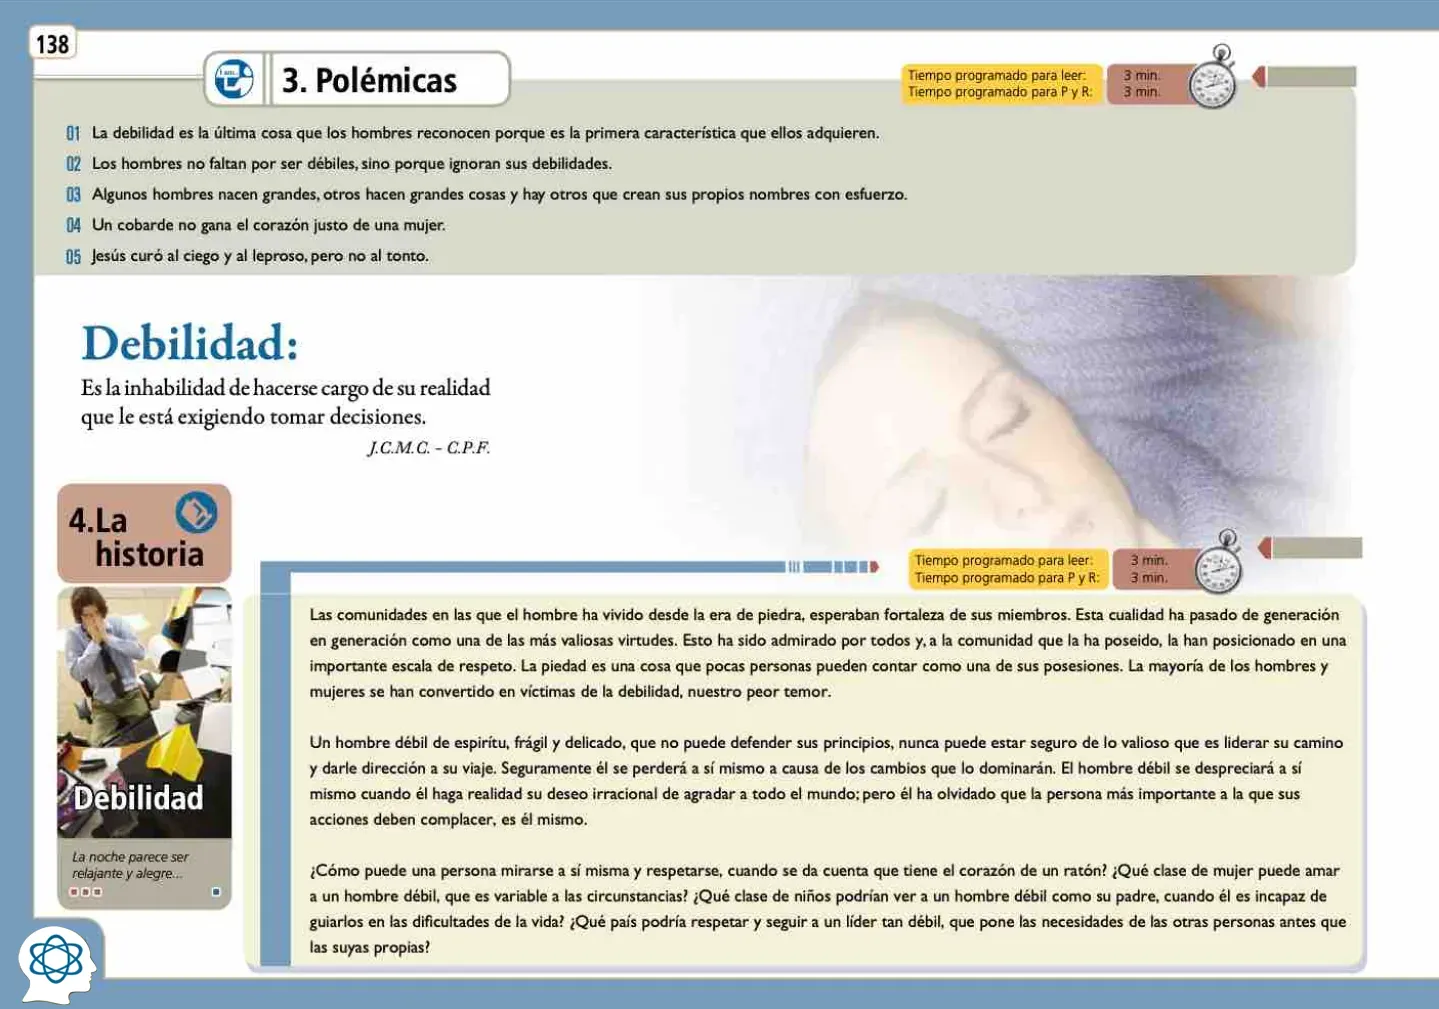 138
3. Polémicas
Tiempo programado para leer: 3 min.
Tiempo programado para P y R: 3 min.
01 La debilidad es la última cosa que los hombres reconocen porque es la primera característica que ellos adquieren.
02 Los hombres no faltan por ser débiles, sino porque ignoran sus debilidades.
03 Algunos hombres nacen grandes, otros hacen grandes cosas y hay otros que crean sus propios nombres con esfuerzo.
04 Un cobarde no gana el corazón justo de una mujer.
05 Jesús curó al ciego y al leproso, pero no al tonto.
Debilidad:
Es la inhabilidad de hacerse cargo de su realidad
que le está exigiendo tomar decisiones.
J.C.M.C. – C.P.F.
4.La
historia
Debilidad
La noche parece ser
relajante y alegre...
Tiempo programado para leer: 3 min.
Tiempo programado para P y R: 3 min.
Las comunidades en las que el hombre ha vivido desde la era de piedra, esperaban fortaleza de sus miembros. Esta cualidad ha pasado de generación
en generación como una de las más valiosas virtudes. Esto ha sido admirado por todos y, a la comunidad que la ha poseido, la han posicionado en una
importante escala de respeto. La piedad es una cosa que pocas personas pueden contar como una de sus posesiones. La mayoría de los hombres y
mujeres se han convertido en víctimas de la debilidad, nuestro peor temor.
Un hombre débil de espiritu, frágil y delicado, que no puede defender sus principios, nunca puede estar seguro de lo valioso que es liderar su camino
y darle dirección a su viaje. Seguramente él se perderá a sí mismo a causa de los cambios que lo dominarán. El hombre débil se despreciará a sí
mismo cuando él haga realidad su deseo irracional de agradar a todo el mundo; pero él ha olvidado que la persona más importante a la que sus
acciones deben complacer, es él mismo.
¿Cómo puede una persona mirarse a sí misma y respetarse, cuando se da cuenta que tiene el corazón de un ratón? ¿Qué clase de mujer puede amar
a un hombre débil, que es variable a las circunstancias? ¿Qué clase de niños podrían ver a un hombre débil como su padre, cuando él es incapaz de
guiarlos en las dificultades de la vida? ¿Qué país podría respetar y seguir a un líder tan débil, que pone las necesidades de las otras personas antes que
las suyas propias?